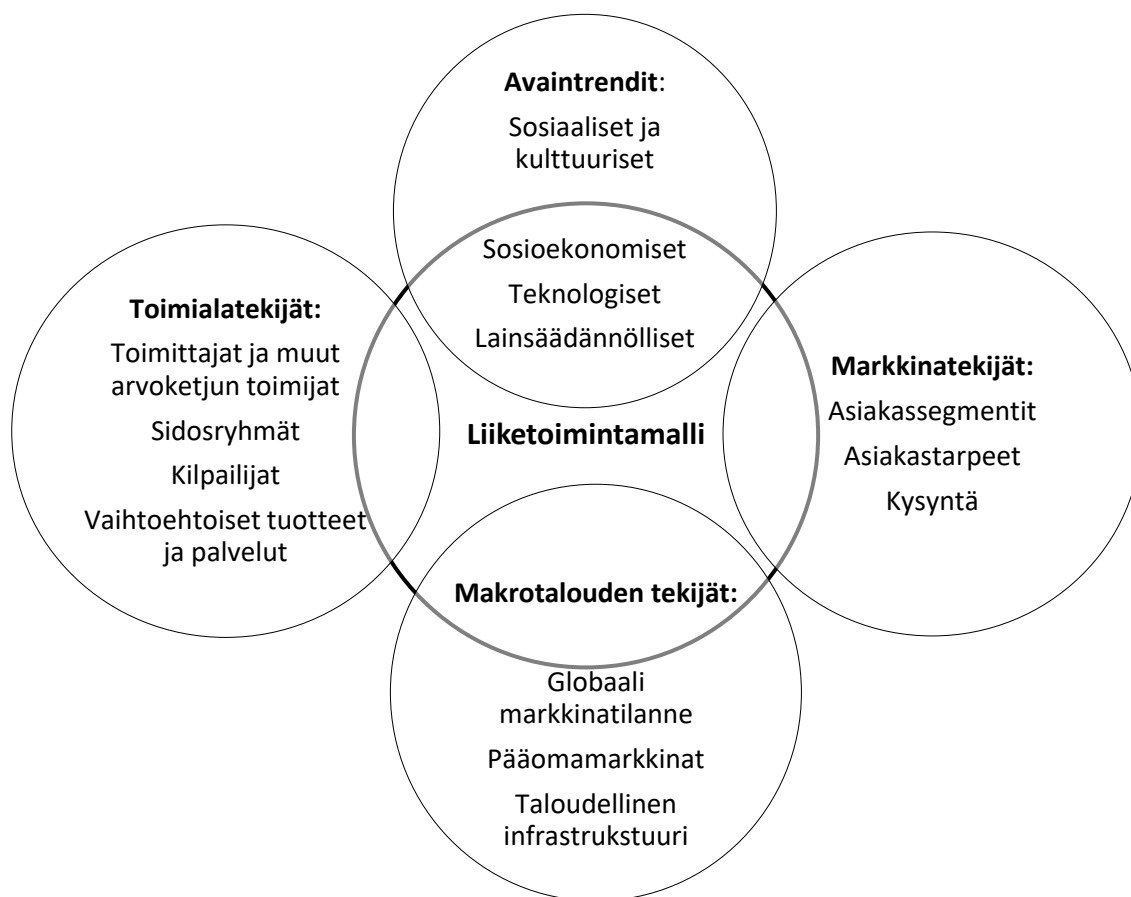 Avaintrendit:
Sosiaaliset ja
kulttuuriset
Sosioekonomiset
Teknologiset
Lainsäädännölliset
Toimialatekijät:
Toimittajat ja muut
arvoketjun toimijat
Sidosryhmät
Kilpailijat
Vaihtoehtoiset tuotteet
ja palvelut
Liiketoimintamalli
Markkinatekijät:
Asiakassegmentit
Asiakastarpeet
Kysyntä
Makrotalouden tekijät:
Globaali
markkinatilanne
Pääomamarkkinat
Taloudellinen
infrastrukstuuri